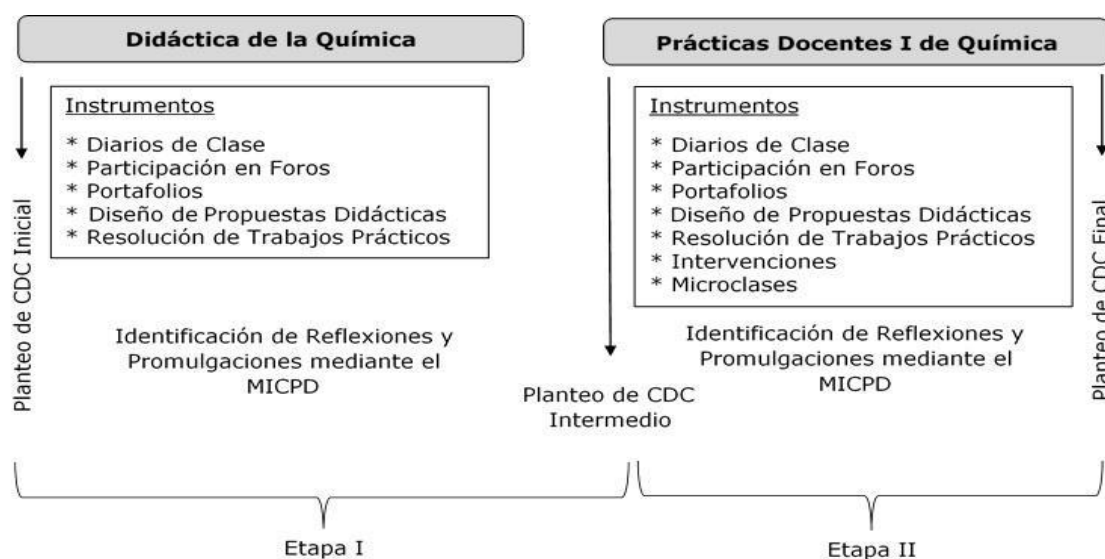 Didáctica de la Química
Instrumentos
* Diarios de Clase
* Participación en Foros
* Portafolios
* Diseño de Propuestas Didácticas
* Resolución de Trabajos Prácticos
Planteo de CDC Inicial
Identificación de Reflexiones y
Promulgaciones mediante el
MICPD
Prácticas Docentes I de Química
Instrumentos
* Diarios de Clase
* Participación en Foros
* Portafolios
* Diseño de Propuestas Didácticas
* Resolución de Trabajos Prácticos
* Intervenciones
* Microclases
Identificación de Reflexiones y
Promulgaciones mediante el
MICPD
Planteo de CDC
Intermedio
Planteo de CDC Final
Etapa I
Etapa II